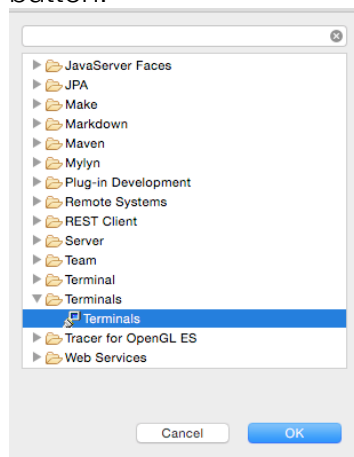 button.
JavaServer Faces
JPA
Make
Markdown
Maven
Mylyn
Plug-in Development
Remote Systems
REST Client
Server
Team
Terminal
Terminals
Terminals
Tracer for OpenGL ES
Web Services
Cancel
OK